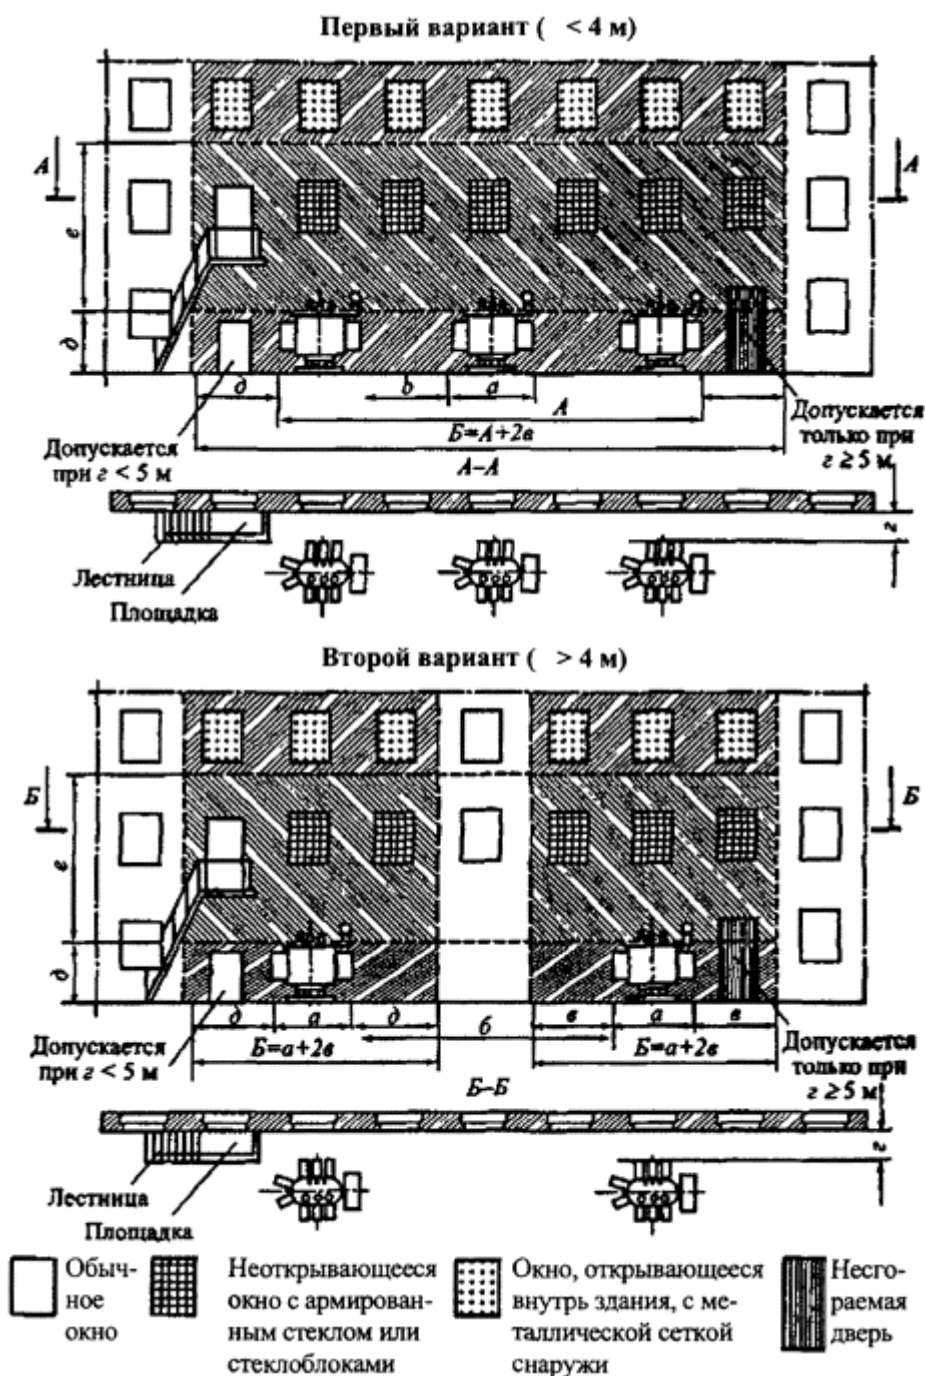 Первый вариант ( < 4 м)
А
А
е
д
д
b
а
А
Б=А+2в
Допускается
при г < 5 м
Допускается
только при
г ≥ 5 м
А–А
г
Лестница
Площадка
Второй вариант ( > 4 м)
Б
Б
е
д
д
а
д
б
в
а
в
Б=а+2в
Б=а+2в
Допускается
при г < 5 м
Допускается
только при
г ≥ 5 м
Б–Б
г
Лестница
Площадка
Обыч-
ное
окно
Неоткрывающееся
окно с армирован-
ным стеклом или
стеклоблоками
Окно, открывающееся
внутрь здания, с ме-
таллической сеткой
снаружи
Несго-
раемая
дверь